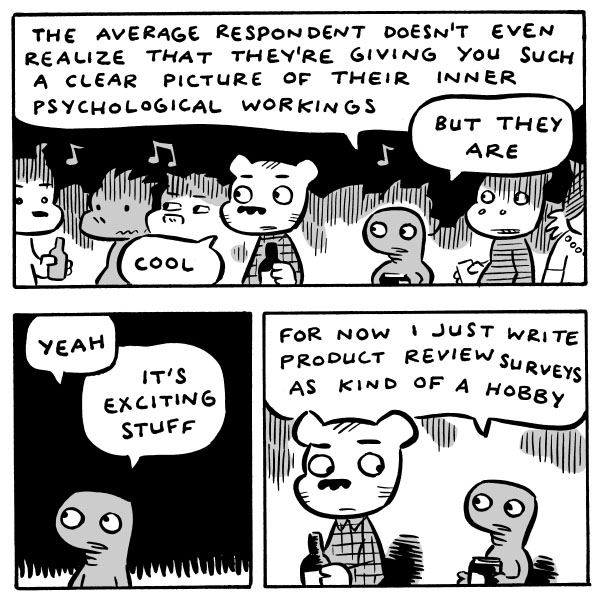 THE AVERAGE RESPONDENT DOESN'T EVEN
REALIZE THAT THEY'RE GIVING YOU SUCH
A CLEAR PICTURE OF THEIR INNER
PSYCHOLOGICAL WORKINGS
BUT THEY
ARE
COOL
YEAH
IT'S
EXCITING
STUFF
FOR NOW I JUST WRITE
PRODUCT REVIEW SURVEYS
AS KIND OF A HOBBY